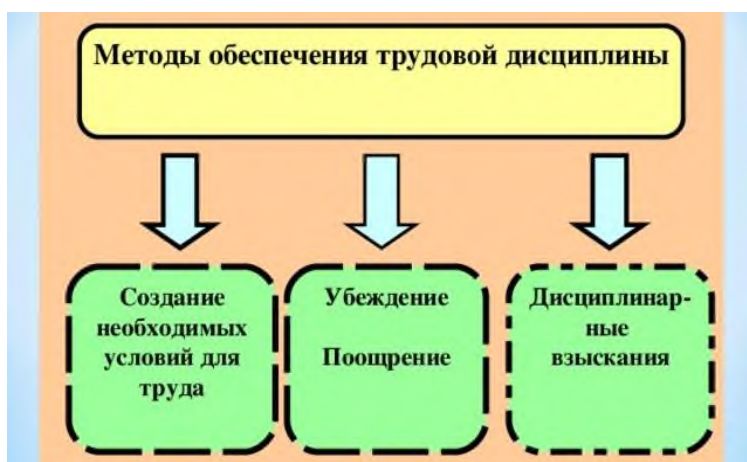 Методы обеспечения трудовой дисциплины
Создание
необходимых
условий для
труда
Убеждение
Поощрение
Дисциплинар-
ные
взыскания